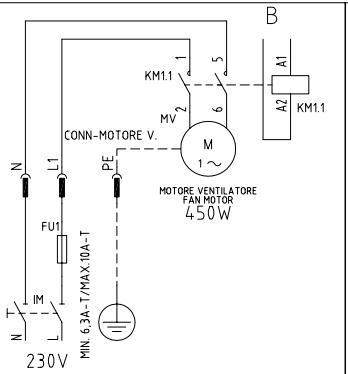 B
1
5
KM1.1
A1
A2
KM1.1
2
6
MV
CONN-MOTORE V.
M
1~
N
L1
PE
MOTORE VENTILATORE
FAN MOTOR
450W
FU1
MIN. 6,3A-T/MAX.10A-T
IM
N
L
230V